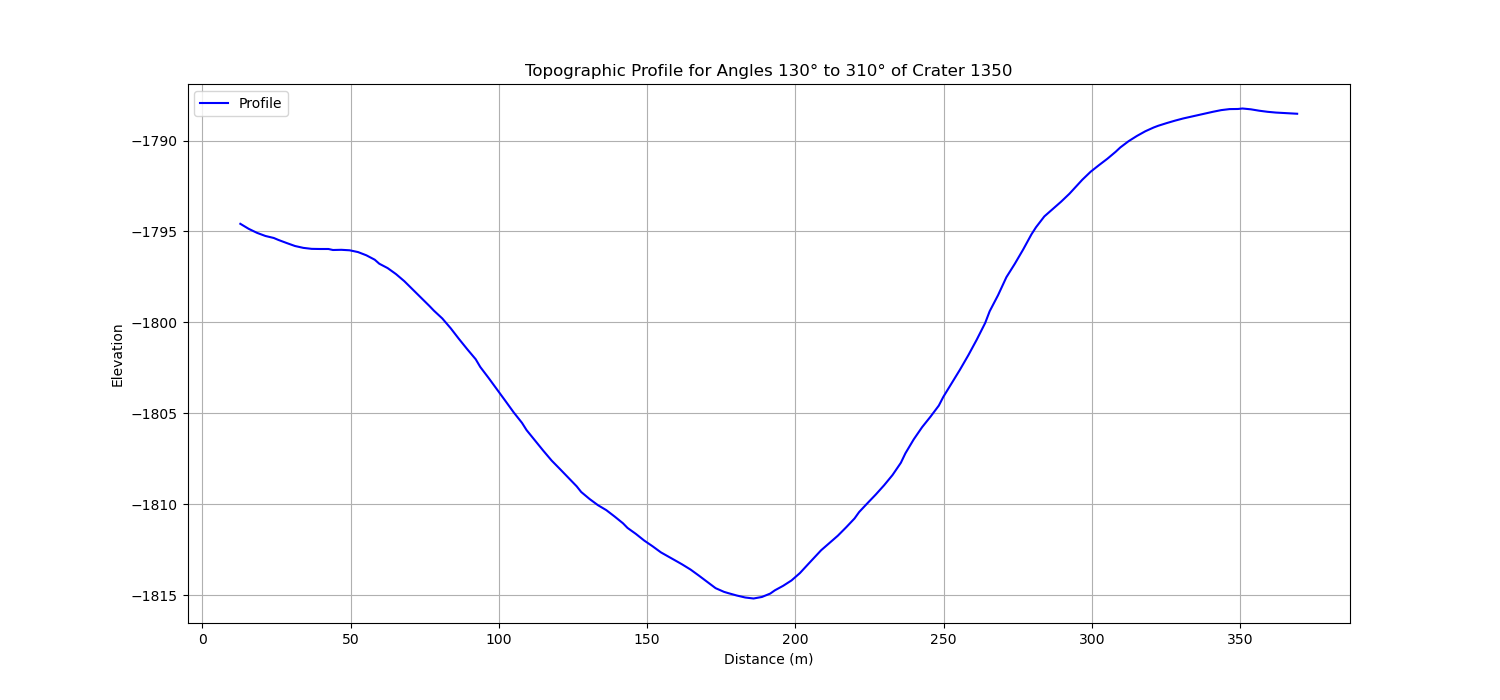 Topographic Profile for Angles 130° to 310° of Crater 1350
Profile
Elevation
−1790
−1795
−1800
−1805
−1810
−1815
0 50 100 150 200 250 300 350
Distance (m)